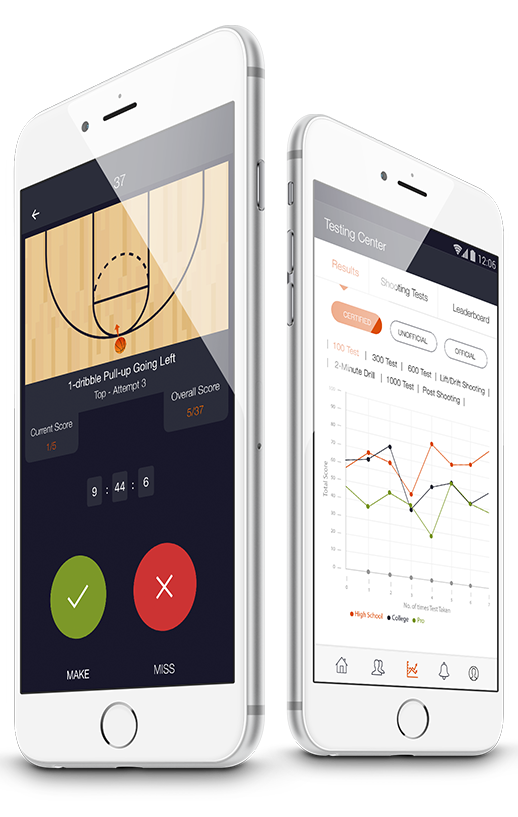 37
1-dribble Pull-up Going Left
Top - Attempt 3
Current Score
1/5
Overall Score
5/37
9 : 44 : 6
MAKE
MISS
12:06
Testing Center
Results
Shooting Tests
Leaderboard
CERTIFIED
UNOFFICIAL
OFFICIAL
| 100 Test | 300 Test | 600 Test | Lift/Drift Shooting |
| 2-Minute Drill | 1000 Test | Post Shooting |
Total Score
No. of times Test Taken
High School College Pro